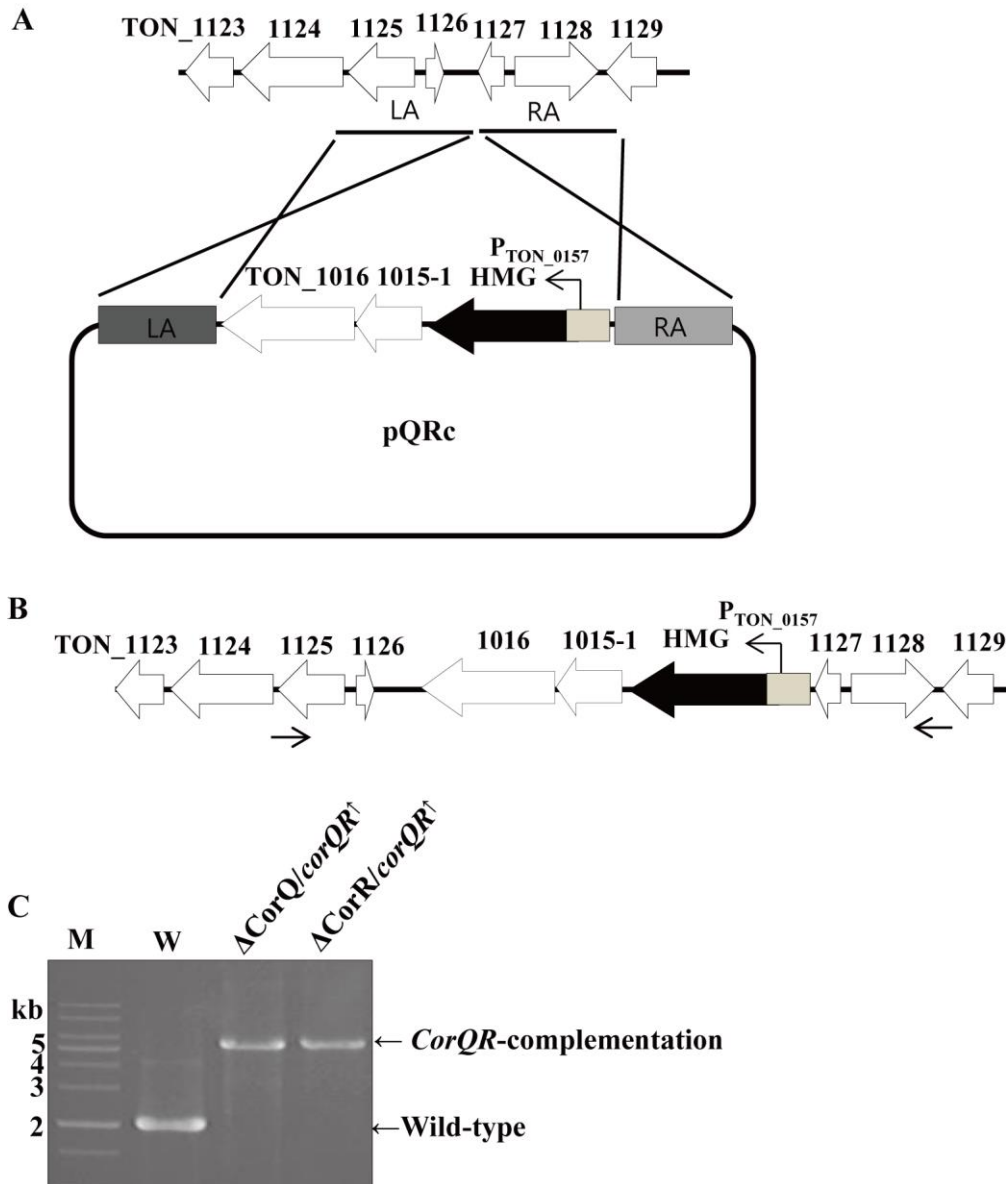 A
TON_1123 1124 1125 1126 1127 1128 1129
LA RA
P TON_0157
TON_1016 1015-1 HMG
LA RA
pQRc
B
P TON_0157
TON_1123 1124 1125 1126 1016 1015-1 HMG 1127 1128 1129
C
M W ΔCorQ/corQR↑ ΔCorR/corQR↑
kb
5 ← CorQR-complementation
4
3
2 ←Wild-type